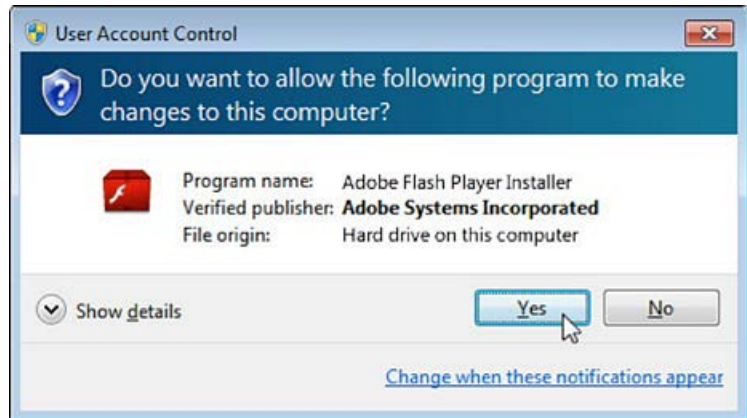 User Account Control
Do you want to allow the following program to make
changes to this computer?
Program name: Adobe Flash Player Installer
Verified publisher: Adobe Systems Incorporated
File origin: Hard drive on this computer
Show details Yes No
Change when these notifications appear